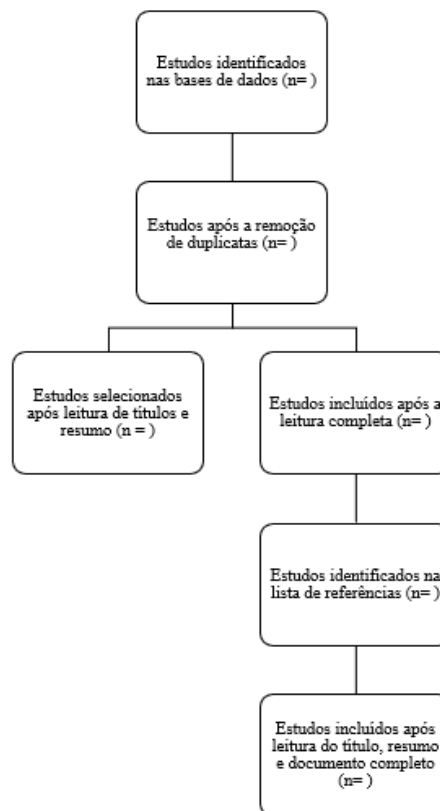 Estudos identificados
nas bases de dados (n= )
Estudos após a remoção
de duplicatas (n= )
Estudos selecionados
após leitura de títulos e
resumo (n = )
Estudos incluídos após a
leitura completa (n= )
Estudos identificados na
lista de referências (n= )
Estudos incluídos após
leitura do título, resumo
e documento completo
(n= )